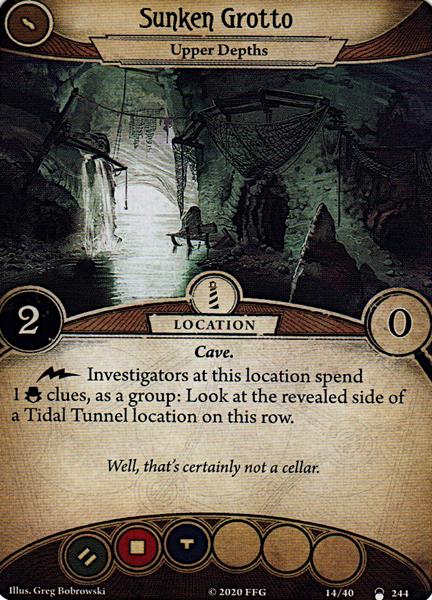 Sunken Grotto
Upper Depths
2
LOCATION
0
Cave.
Investigators at this location spend
1 clues, as a group: Look at the revealed side of
a Tidal Tunnel location on this row.
Well, that's certainly not a cellar.
Illus. Greg Bobrowski © 2020 FFG 14/40 244